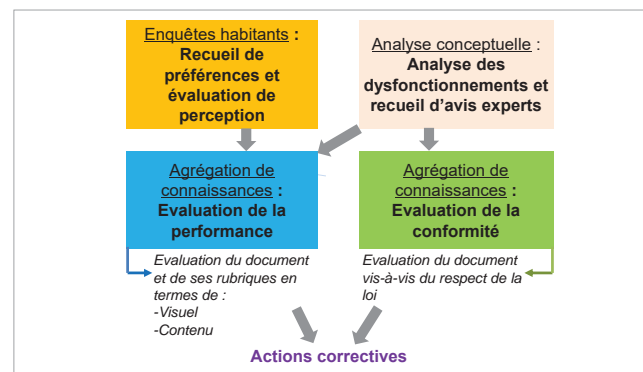 Enquêtes habitants :
Recueil de
préférences et
évaluation de
perception
Analyse conceptuelle :
Analyse des
dysfonctionnements et
recueil d'avis experts
Agrégation de
connaissances :
Evaluation de la
performance
Agrégation de
connaissances :
Evaluation de la
conformité
Evaluation du document
et de ses rubriques en
termes de :
-Visuel
-Contenu
Evaluation du document
vis-à-vis du respect de la
loi
Actions correctives